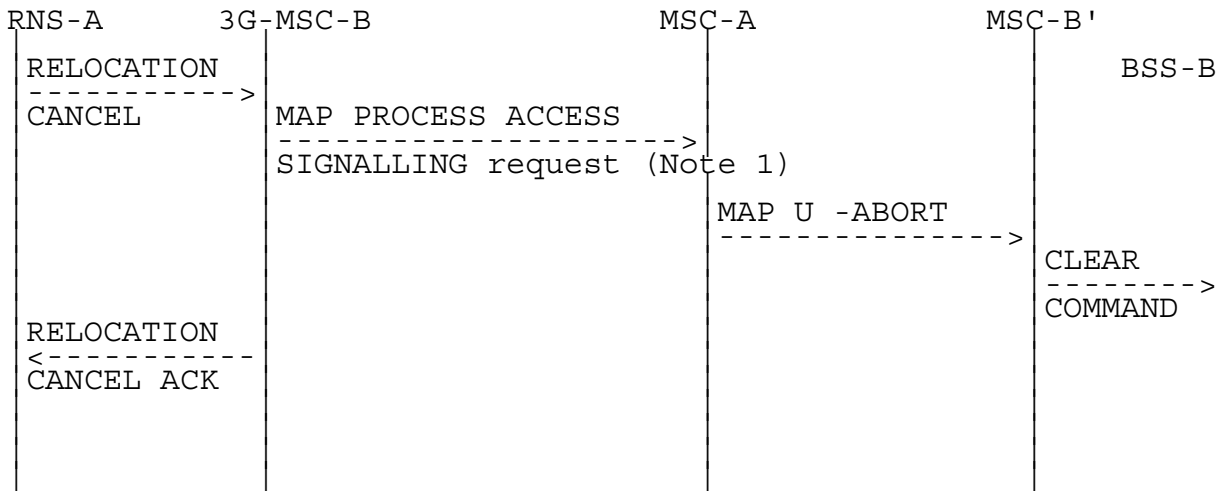 RNS-A 3G-MSC-B MSC-A MSC-B'
RELOCATION BSS-B
CANCEL MAP PROCESS ACCESS
SIGNALLING request (Note 1)
MAP U -ABORT
CLEAR
COMMAND
RELOCATION
CANCEL ACK